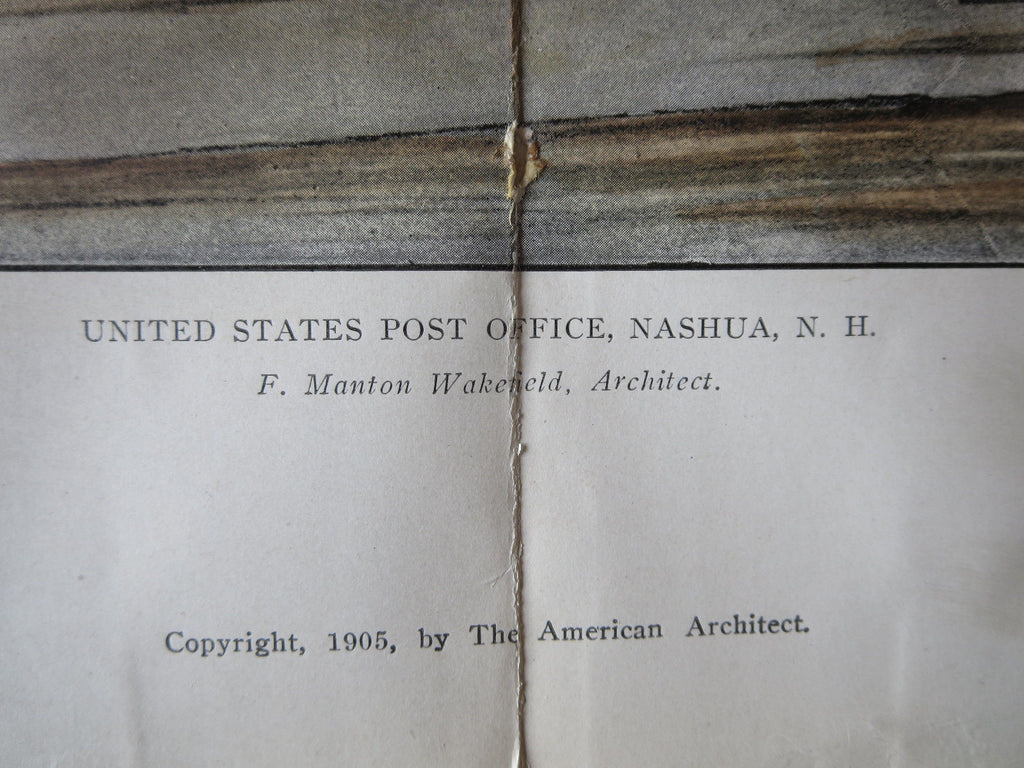 UNITED STATES POST OFFICE, NASHUA, N. H.
F. Manton Wakefield, Architect.
Copyright, 1905, by The American Architect.